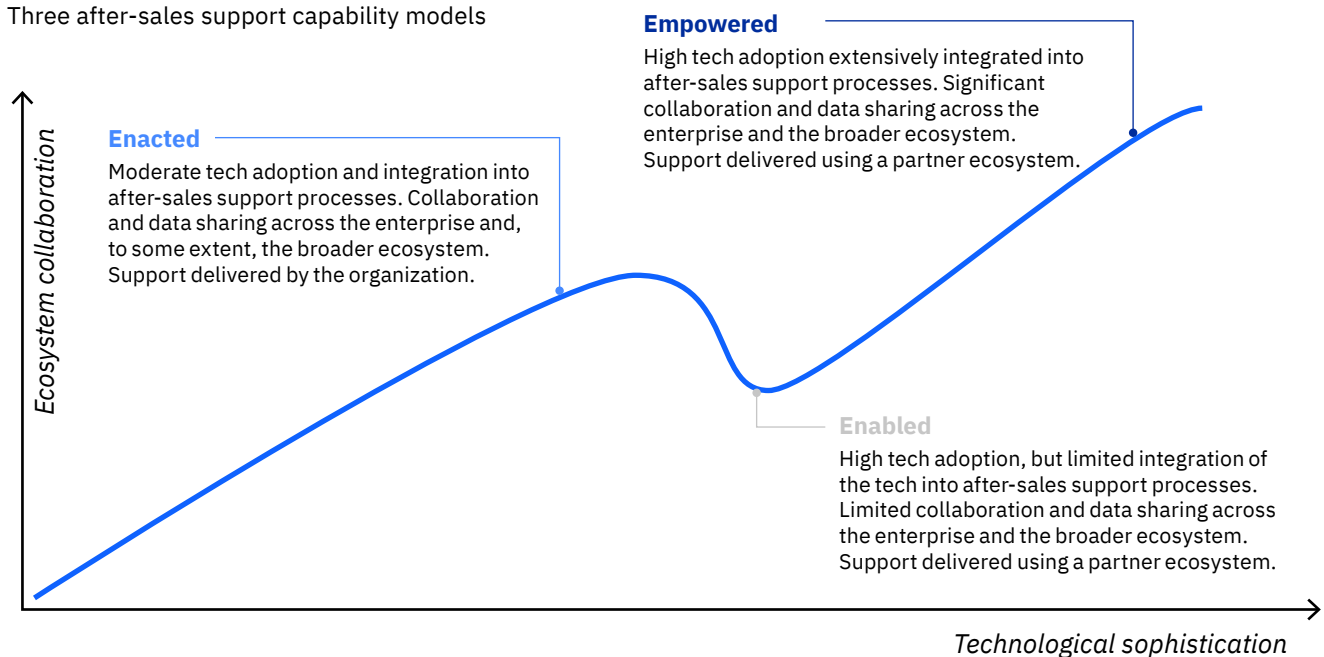 Three after-sales support capability models
Empowered
High tech adoption extensively integrated into
after-sales support processes. Significant
collaboration and data sharing across the
enterprise and the broader ecosystem.
Support delivered using a partner ecosystem.
Enacted
Moderate tech adoption and integration into
after-sales support processes. Collaboration
and data sharing across the enterprise and,
to some extent, the broader ecosystem.
Support delivered by the organization.
Ecosystem collaboration
Enabled
High tech adoption, but limited integration of
the tech into after-sales support processes.
Limited collaboration and data sharing across
the enterprise and the broader ecosystem.
Support delivered using a partner ecosystem.
Technological sophistication